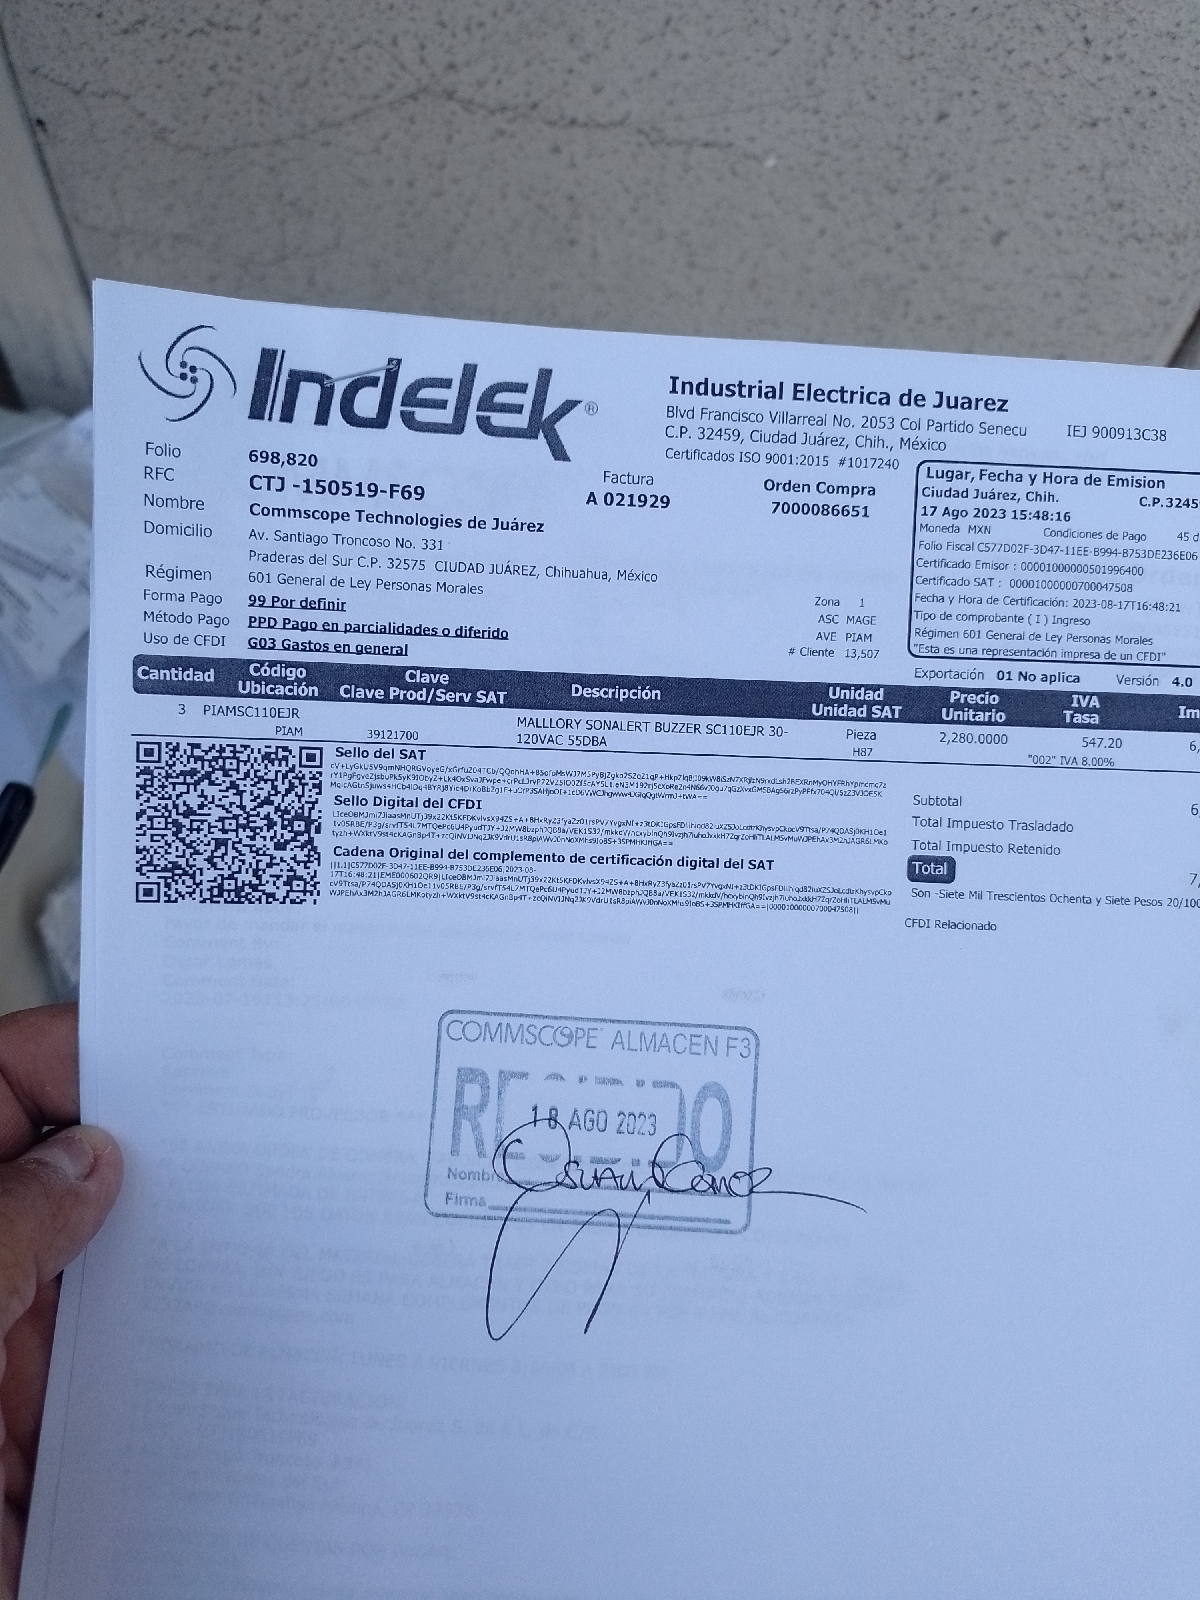 Indelek®
Industrial Electrica de Juarez
Blvd Francisco Villarreal No. 2053 Col Partido Senecu IEJ 900913C38
C.P. 32459, Ciudad Juárez, Chih., México
Certificados ISO 9001:2015 #1017240
Folio 698,820
RFC CTJ -150519-F69
Nombre Commscope Technologies de Juárez
Domicilio Av. Santiago Troncoso No. 331
Praderas del Sur C.P. 32575 CIUDAD JUÁREZ, Chihuahua, México
Régimen 601 General de Ley Personas Morales
Forma Pago 99 Por definir
Método Pago PPD Pago en parcialidades o diferido
Uso de CFDI G03 Gastos en general
Factura
A 021929
Orden Compra
7000086651
Zona 1
ASC MAGE
AVE PIAM
# Cliente 13,507
Lugar, Fecha y Hora de Emision
Ciudad Juárez, Chih. C.P.3245
17 Ago 2023 15:48:16
Moneda MXN Condiciones de Pago 45 d
Folio Fiscal C577D02F-3D47-11EE-B994-B753DE236E06
Certificado Emisor : 00001000000501996400
Certificado SAT : 00001000000700047508
Fecha y Hora de Certificación: 2023-08-17T16:48:21
Tipo de comprobante ( I ) Ingreso
Régimen 601 General de Ley Personas Morales
"Esta es una representación impresa de un CFDI"
Exportación 01 No aplica Versión 4.0
Cantidad Código Ubicación Clave Clave Prod/Serv SAT Descripción Unidad Unidad SAT Precio Unitario IVA Tasa Im
3 PIAMSC110EJR MALLLORY SONALERT BUZZER SC110EJR 30- Pieza 2,280.0000 547.20 6,
PIAM 39121700 120VAC 55DBA H87 "002" IVA 8.00%
Sello del SAT
Sello Digital del CFDI
Cadena Original del complemento de certificación digital del SAT
Subtotal 6,
Total Impuesto Trasladado
Total Impuesto Retenido
Total 7,
Son -Siete Mil Trescientos Ochenta y Siete Pesos 20/100
CFDI Relacionado
COMMSCOPE ALMACEN F3
RECIBIDO
18 AGO 2023
Nombre
Firma